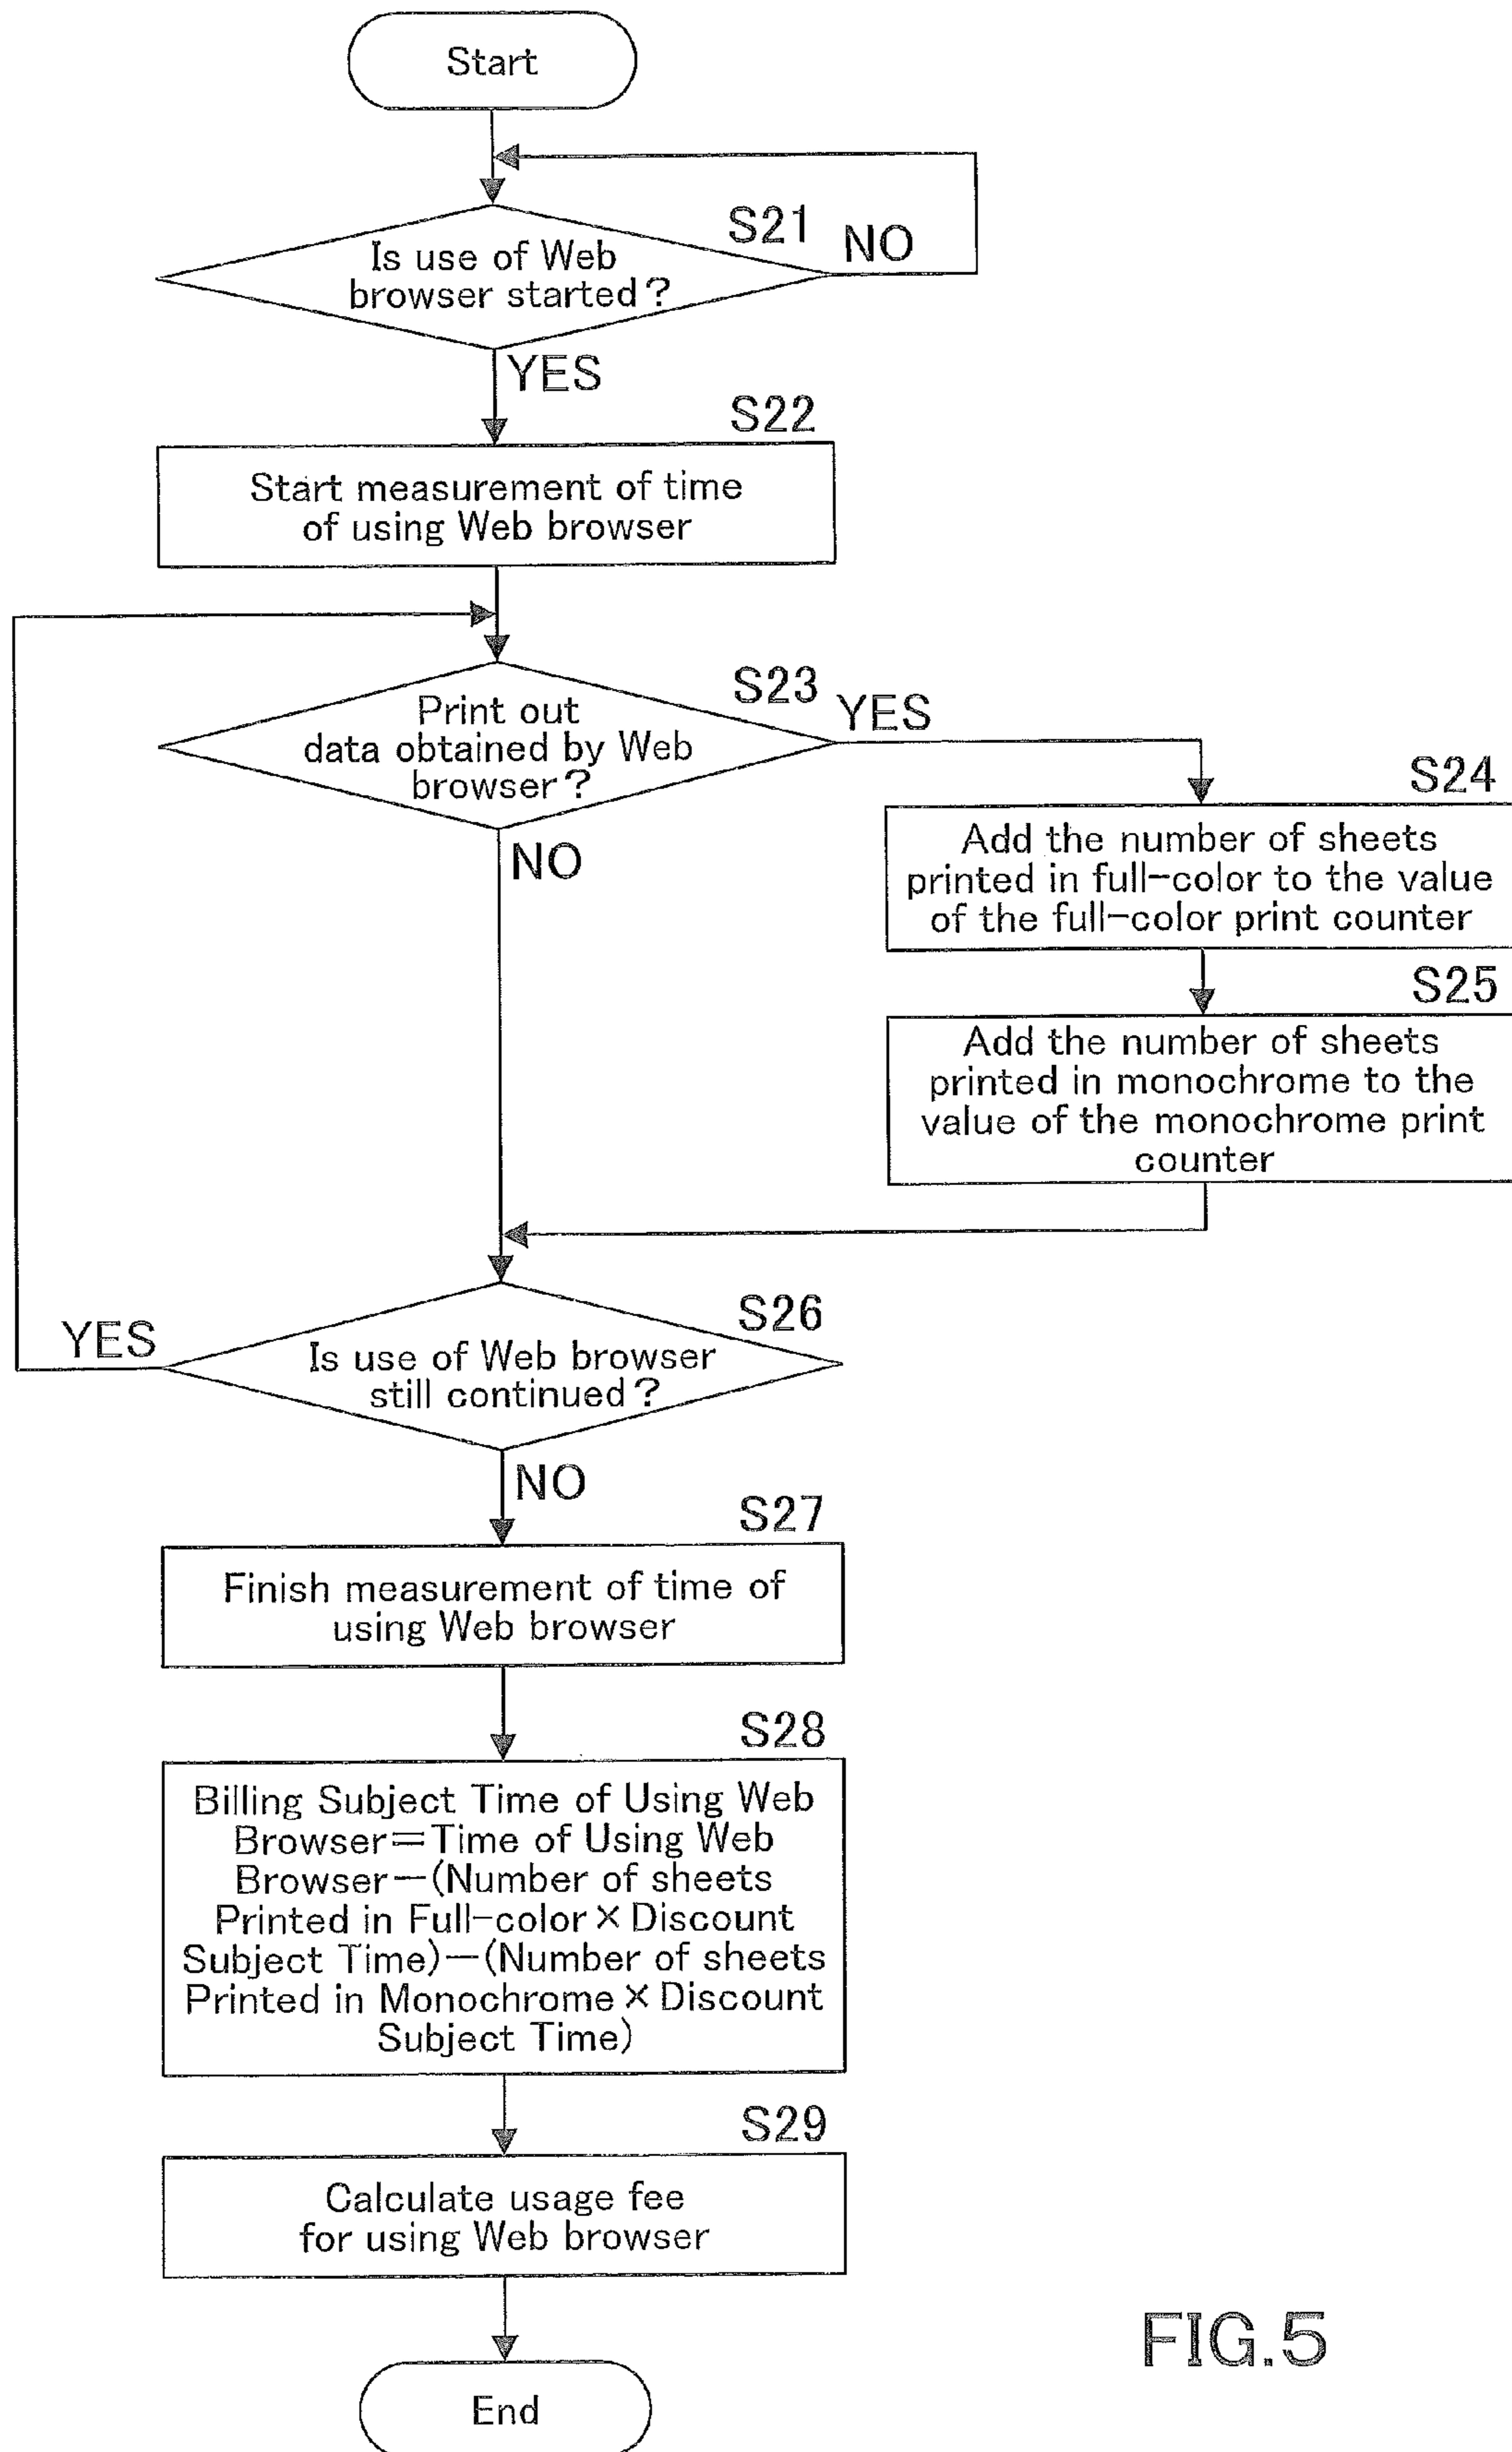 Start
S21
NO
Is use of Web
browser started?
YES
S22
Start measurement of time
of using Web browser
S23
YES
Print out
data obtained by Web
browser?
NO
S24
Add the number of sheets
printed in full-color to the value
of the full-color print counter
S25
Add the number of sheets
printed in monochrome to the
value of the monochrome print
counter
S26
YES
Is use of Web browser
still continued?
NO
S27
Finish measurement of time of
using Web browser
S28
Billing Subject Time of Using Web
Browser=Time of Using Web
Browser—(Number of sheets
Printed in Full-color×Discount
Subject Time)—(Number of sheets
Printed in Monochrome×Discount
Subject Time)
S29
Calculate usage fee
for using Web browser
End
FIG.5